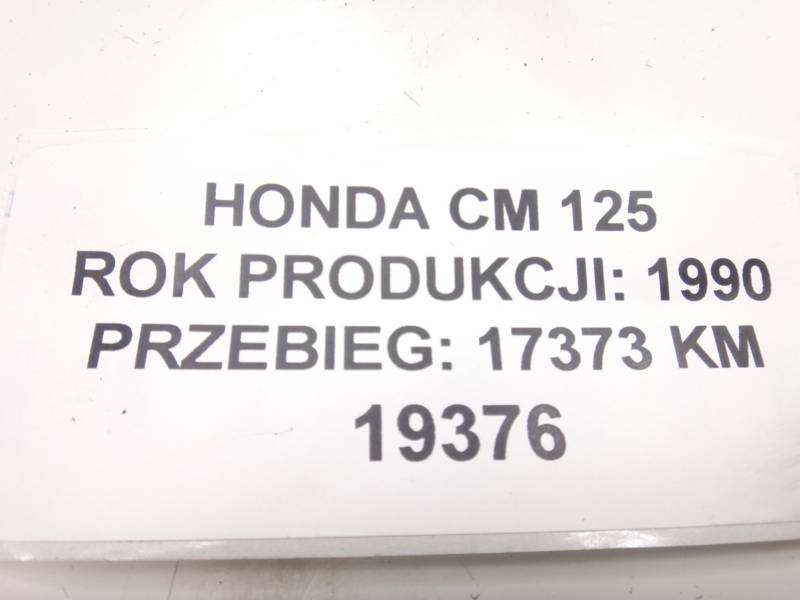 HONDA CM 125
ROK PRODUKCJI: 1990
PRZEBIEG: 17373 KM
19376